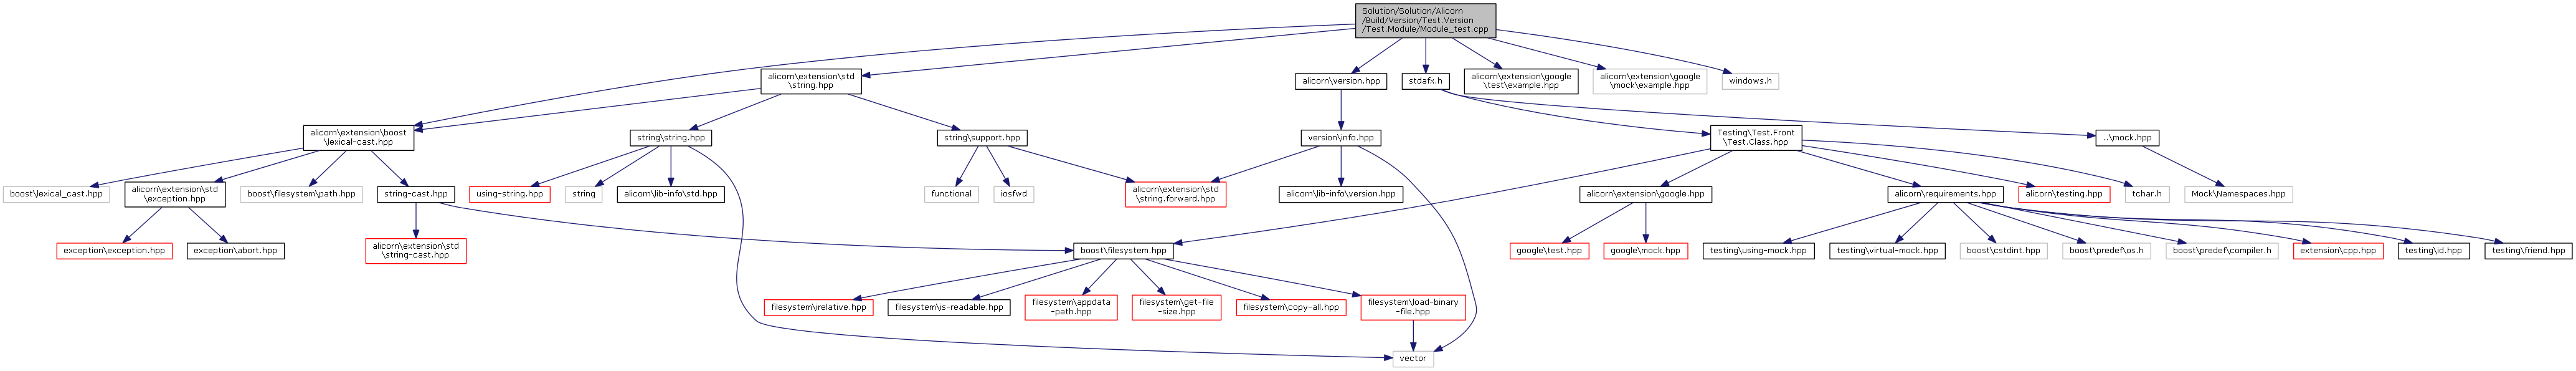 Solution/Solution/Alicorn
/Build/Version/Test.Version
/Test.Module/Module_test.cpp
alicorn\extension\std
\string.hpp
alicorn\version.hpp
stdafx.h
alicorn\extension\google
\test\example.hpp
alicorn\extension\google
\mock\example.hpp
windows.h
alicorn\extension\boost
\lexical-cast.hpp
string\string.hpp
string\support.hpp
version\info.hpp
Testing\Test.Front
\Test.Class.hpp
..\mock.hpp
boost\lexical_cast.hpp
alicorn\extension\std
\exception.hpp
boost\filesystem\path.hpp
string-cast.hpp
using-string.hpp
string
alicorn\lib-info\std.hpp
functional
iosfwd
alicorn\extension\std
\string.forward.hpp
alicorn\lib-info\version.hpp
alicorn\extension\google.hpp
alicorn\requirements.hpp
alicorn\testing.hpp
tchar.h
Mock\Namespaces.hpp
exception\exception.hpp
exception\abort.hpp
alicorn\extension\std
\string-cast.hpp
boost\filesystem.hpp
google\test.hpp
google\mock.hpp
testing\using-mock.hpp
testing\virtual-mock.hpp
boost\cstdint.hpp
boost\predef\os.h
boost\predef\compiler.h
extension\cpp.hpp
testing\id.hpp
testing\friend.hpp
filesystem\irelative.hpp
filesystem\is-readable.hpp
filesystem\appdata
-path.hpp
filesystem\get-file
-size.hpp
filesystem\copy-all.hpp
filesystem\load-binary
-file.hpp
vector